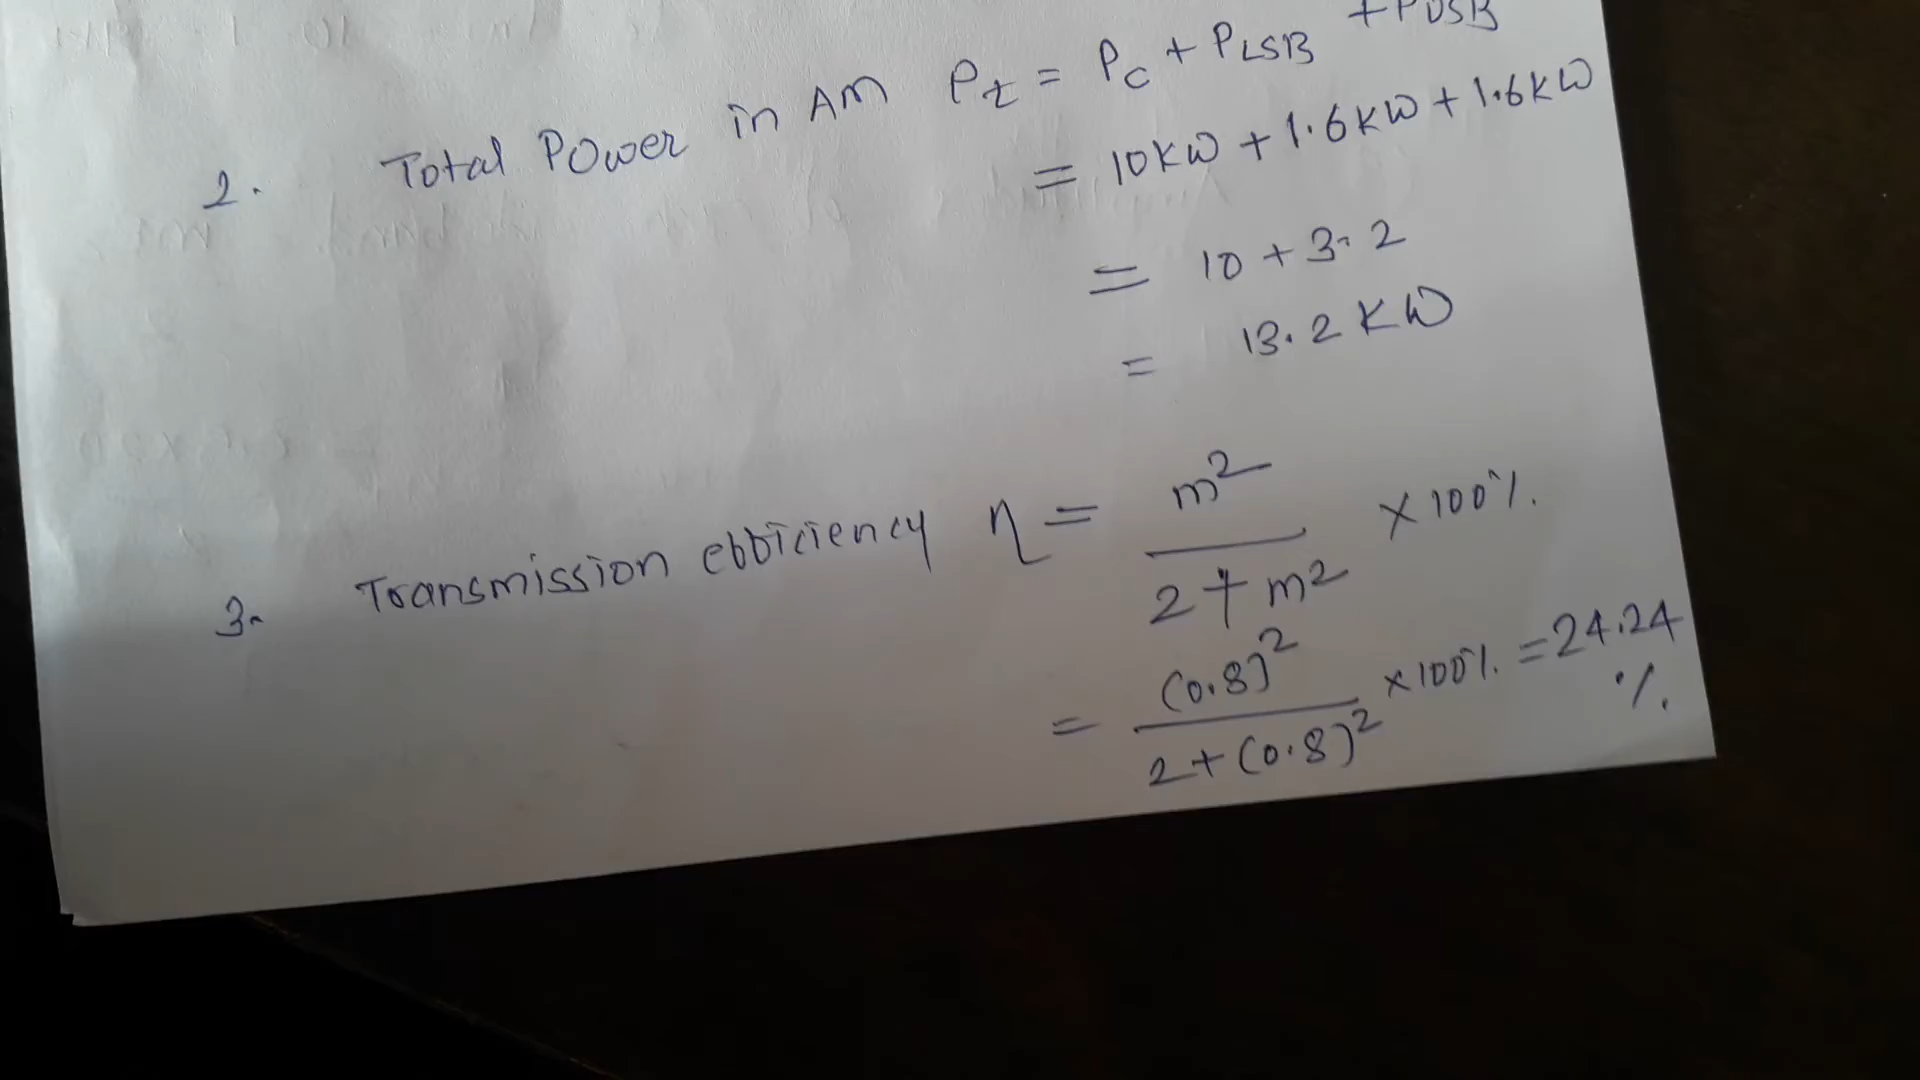 2. Total Power in AM Pt = Pc + PLSB + PUSB
= 10KW + 1.6KW + 1.6KW
= 10 + 3.2
= 13.2 KW
3. Transmission efficiency η = m² / 2 + m² × 100%.
= (0.8)² / 2 + (0.8)² × 100%. = 24.24 %.